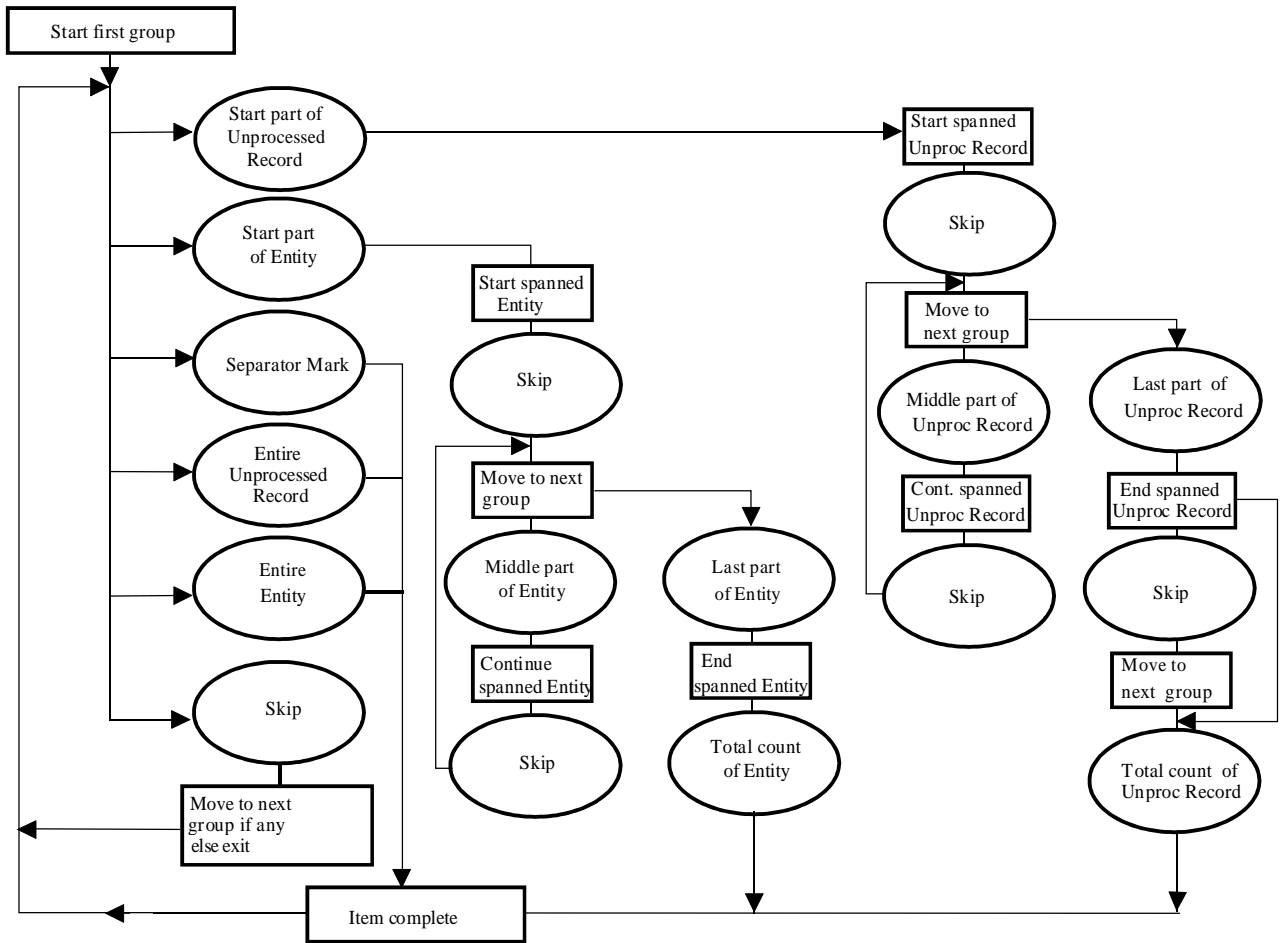 Start first group
Start part of
Unprocessed
Record
Start part
of Entity
Separator Mark
Entire
Unprocessed
Record
Entire
Entity
Skip
Move to next
group if any
else exit
Item complete
Start spanned
Entity
Skip
Move to next
group
Middle part
of Entity
Continue
spanned Entity
Skip
Last part
of Entity
End
spanned Entity
Total count
of Entity
Start spanned
Unproc Record
Skip
Move to
next group
Middle part of
Unproc Record
Cont. spanned
Unproc Record
Skip
Last part of
Unproc Record
End spanned
Unproc Record
Skip
Move to
next group
Total count of
Unproc Record